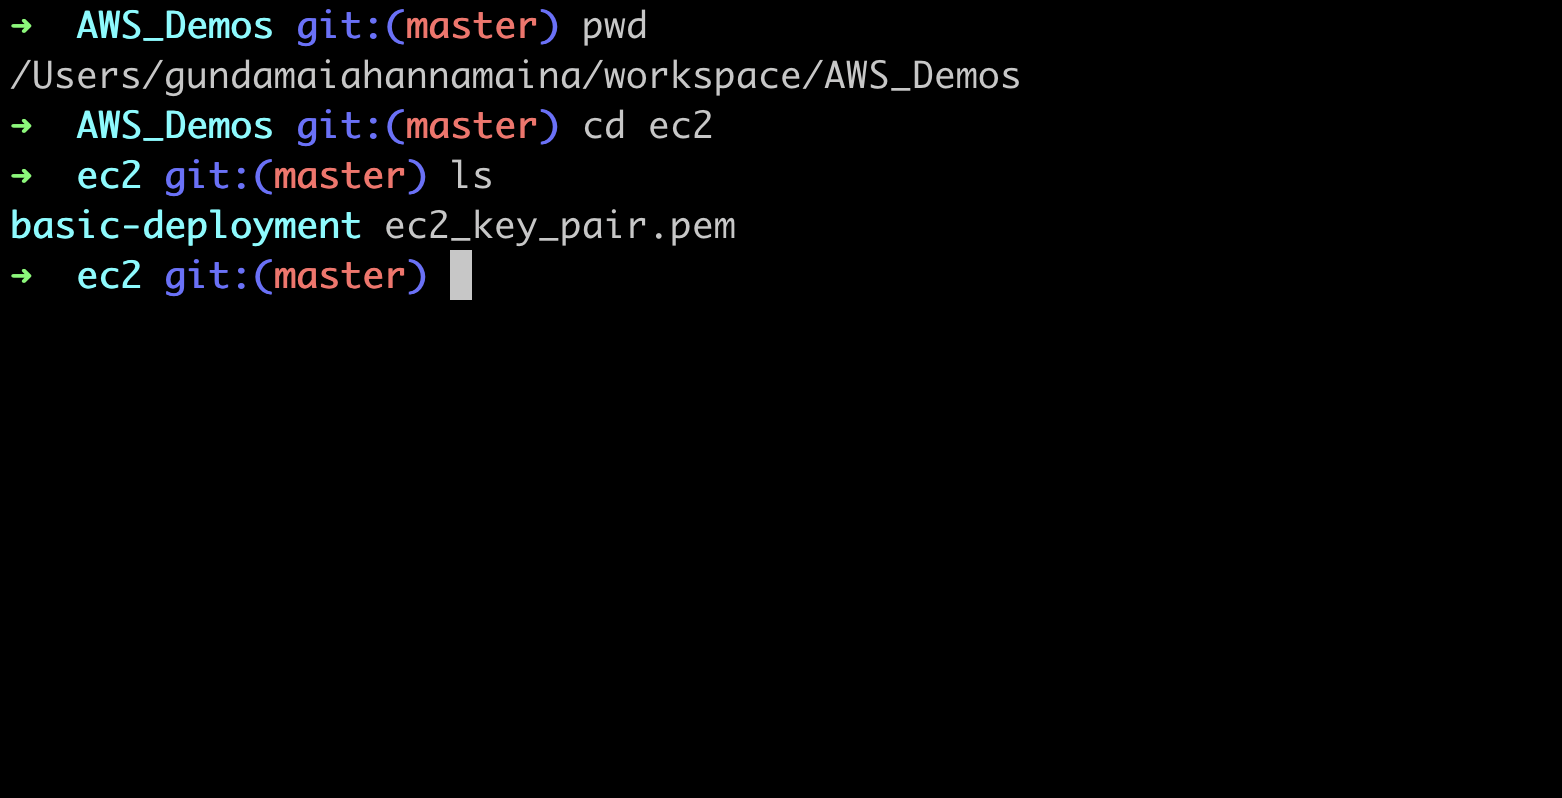 ➜  AWS_Demos git:(master) pwd
/Users/gundamaiahannamaina/workspace/AWS_Demos
➜  AWS_Demos git:(master) cd ec2
➜  ec2 git:(master) ls
basic-deployment ec2_key_pair.pem
➜  ec2 git:(master)